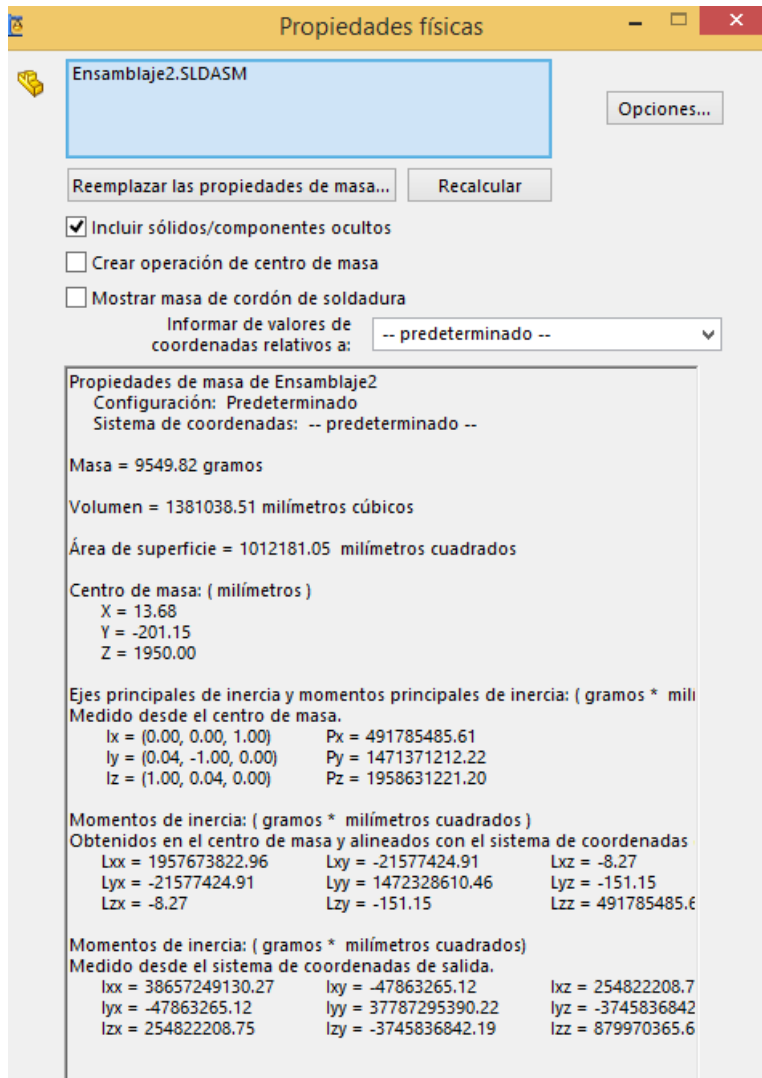 Propiedades físicas
Ensamblaje2.SLDASM
Opciones...
Reemplazar las propiedades de masa...
Recalcular
Incluir sólidos/componentes ocultos
Crear operación de centro de masa
Mostrar masa de cordón de soldadura
Informar de valores de
coordenadas relativos a:
-- predeterminado --
Propiedades de masa de Ensamblaje2
Configuración: Predeterminado
Sistema de coordenadas: -- predeterminado --
Masa = 9549.82 gramos
Volumen = 1381038.51 milímetros cúbicos
Área de superficie = 1012181.05 milímetros cuadrados
Centro de masa: ( milímetros )
X = 13.68
Y = -201.15
Z = 1950.00
Ejes principales de inercia y momentos principales de inercia: ( gramos * mili
Medido desde el centro de masa.
Ix = (0.00, 0.00, 1.00) Px = 491785485.61
Iy = (0.04, -1.00, 0.00) Py = 1471371212.22
Iz = (1.00, 0.04, 0.00) Pz = 1958631221.20
Momentos de inercia: ( gramos * milímetros cuadrados )
Obtenidos en el centro de masa y alineados con el sistema de coordenadas
Lxx = 1957673822.96 Lxy = -21577424.91 Lxz = -8.27
Lyx = -21577424.91 Lyy = 1472328610.46 Lyz = -151.15
Lzx = -8.27 Lzy = -151.15 Lzz = 491785485.6
Momentos de inercia: ( gramos * milímetros cuadrados)
Medido desde el sistema de coordenadas de salida.
Ixx = 38657249130.27 Ixy = -47863265.12 Ixz = 254822208.7
Iyx = -47863265.12 Iyy = 37787295390.22 Iyz = -3745836842
Izx = 254822208.75 Izy = -3745836842.19 Izz = 879970365.6